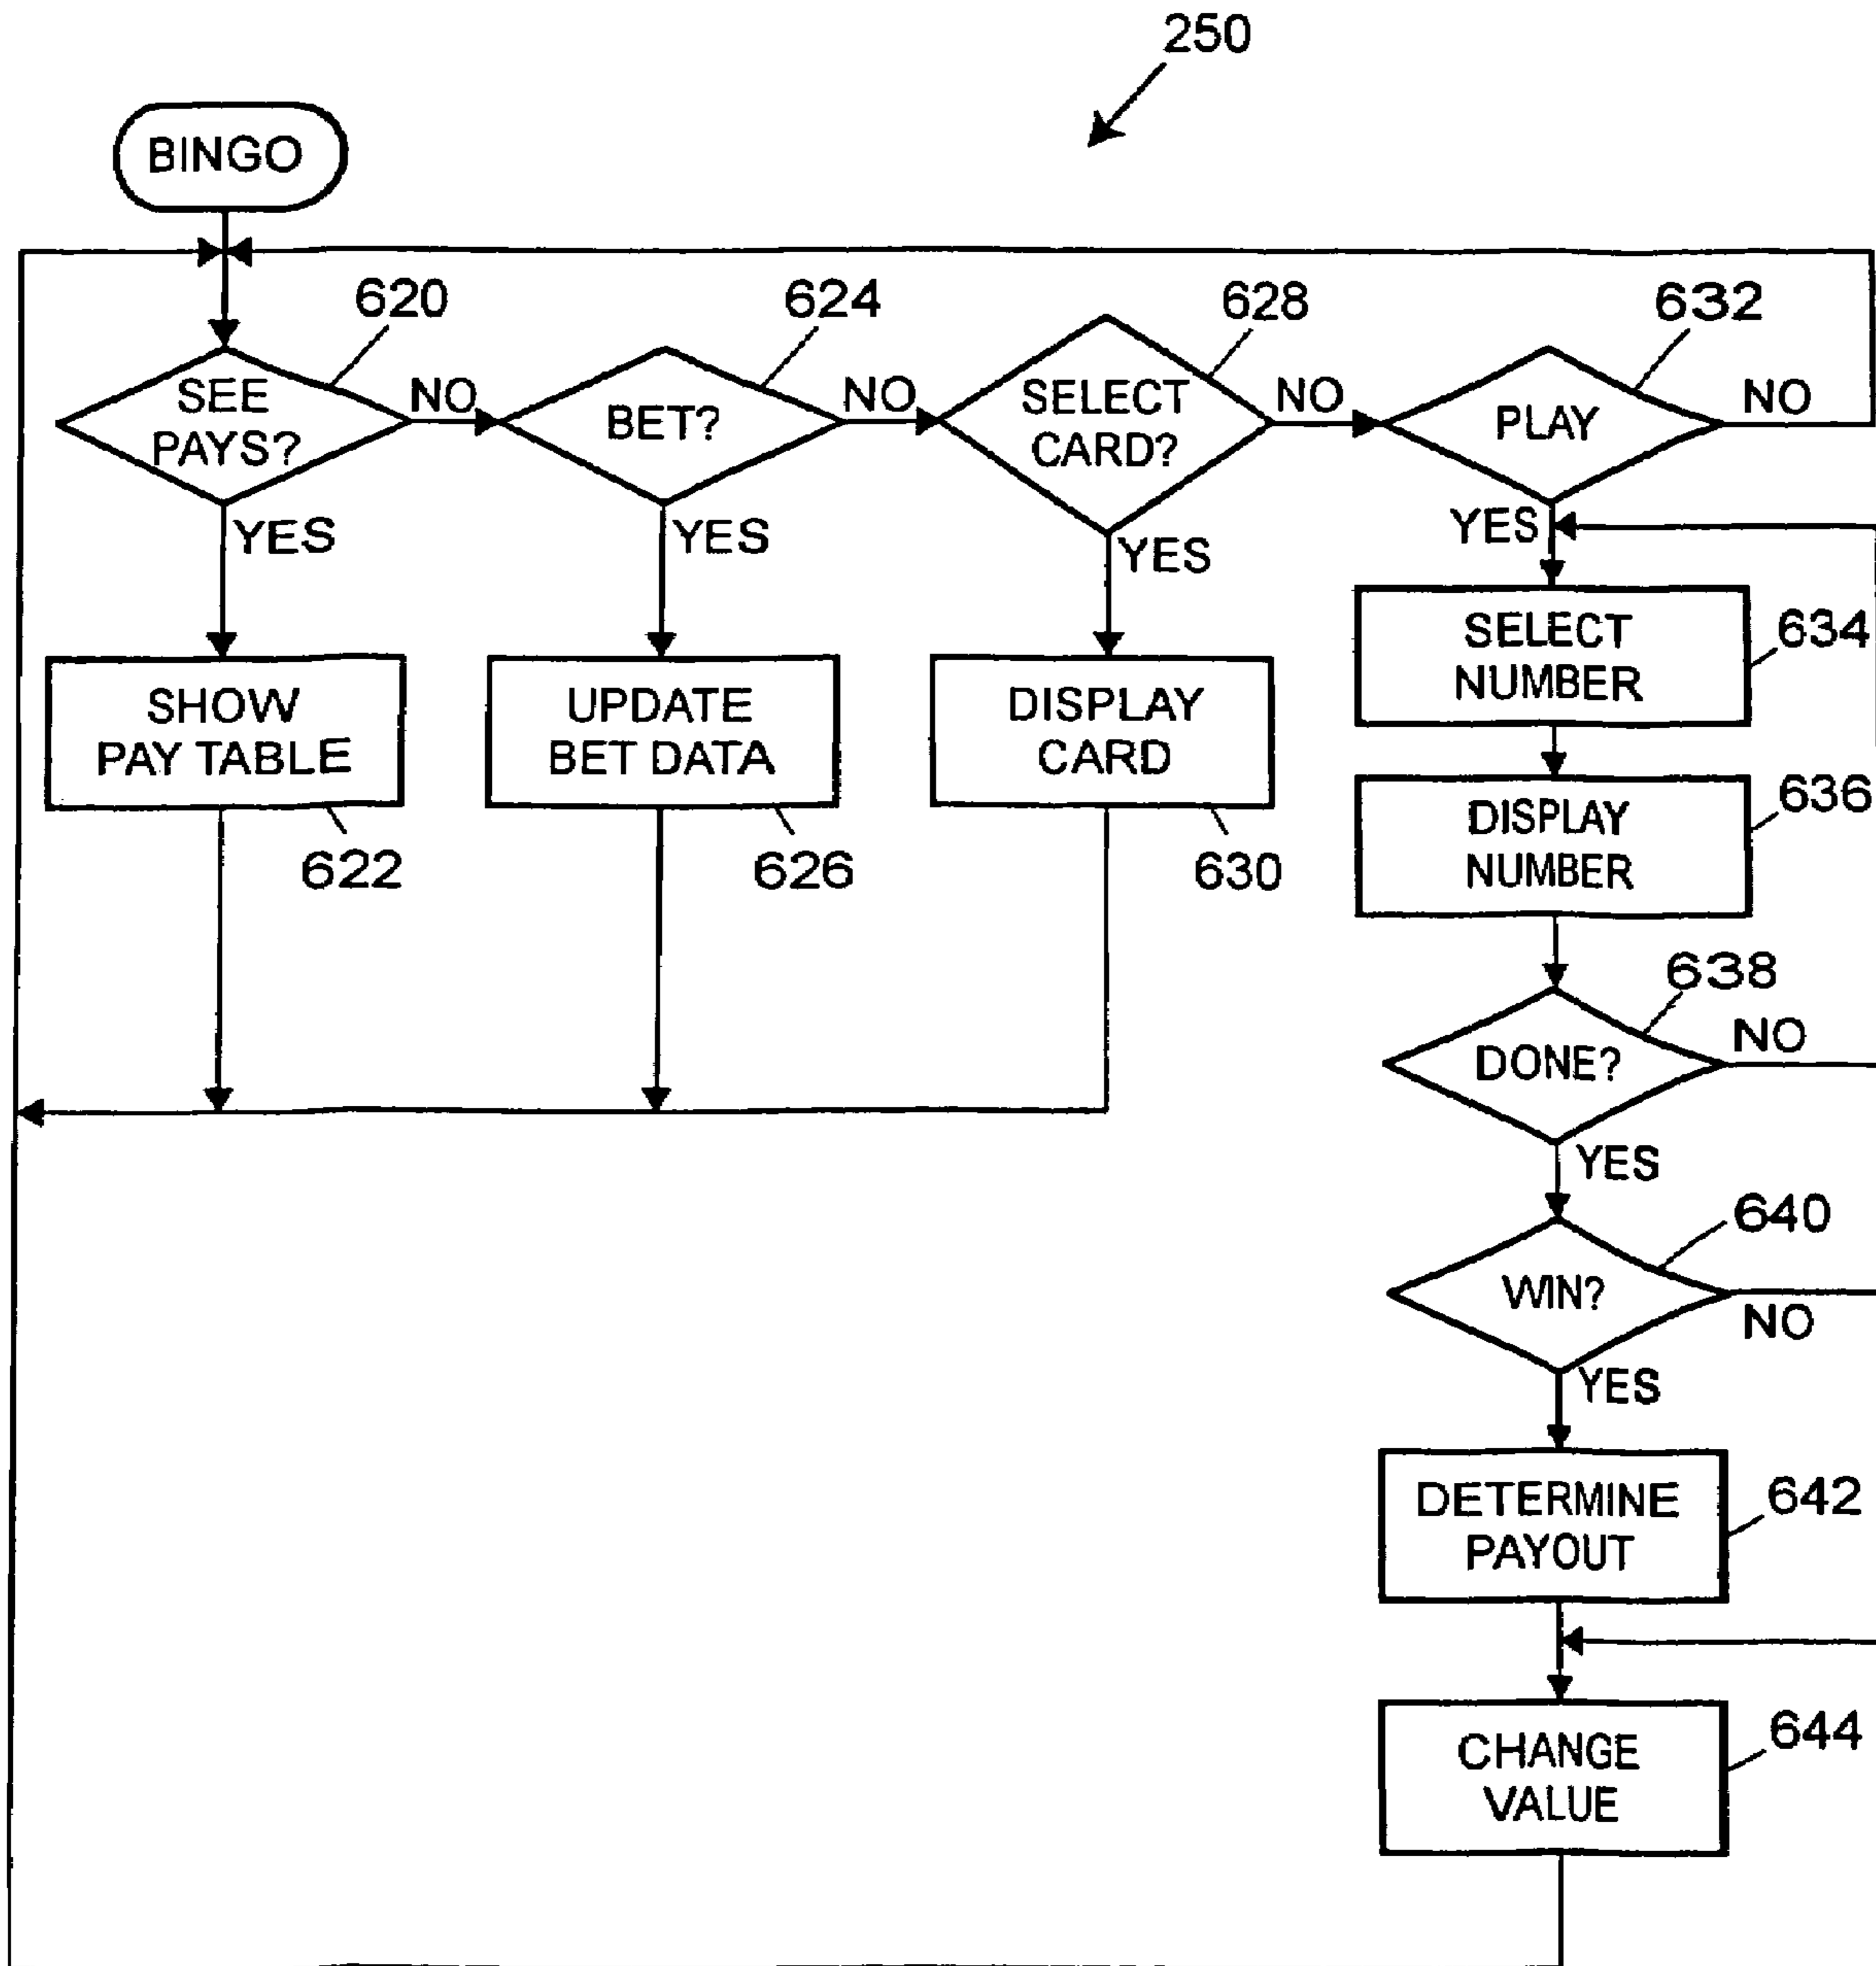 250
BINGO
620
624
628
632
SEE
PAYS?
NO
BET?
NO
SELECT
CARD?
NO
PLAY
NO
YES
YES
YES
YES
SHOW
PAY TABLE
622
UPDATE
BET DATA
626
DISPLAY
CARD
630
SELECT
NUMBER
634
DISPLAY
NUMBER
636
638
DONE?
NO
YES
640
WIN?
NO
YES
DETERMINE
PAYOUT
642
CHANGE
VALUE
644